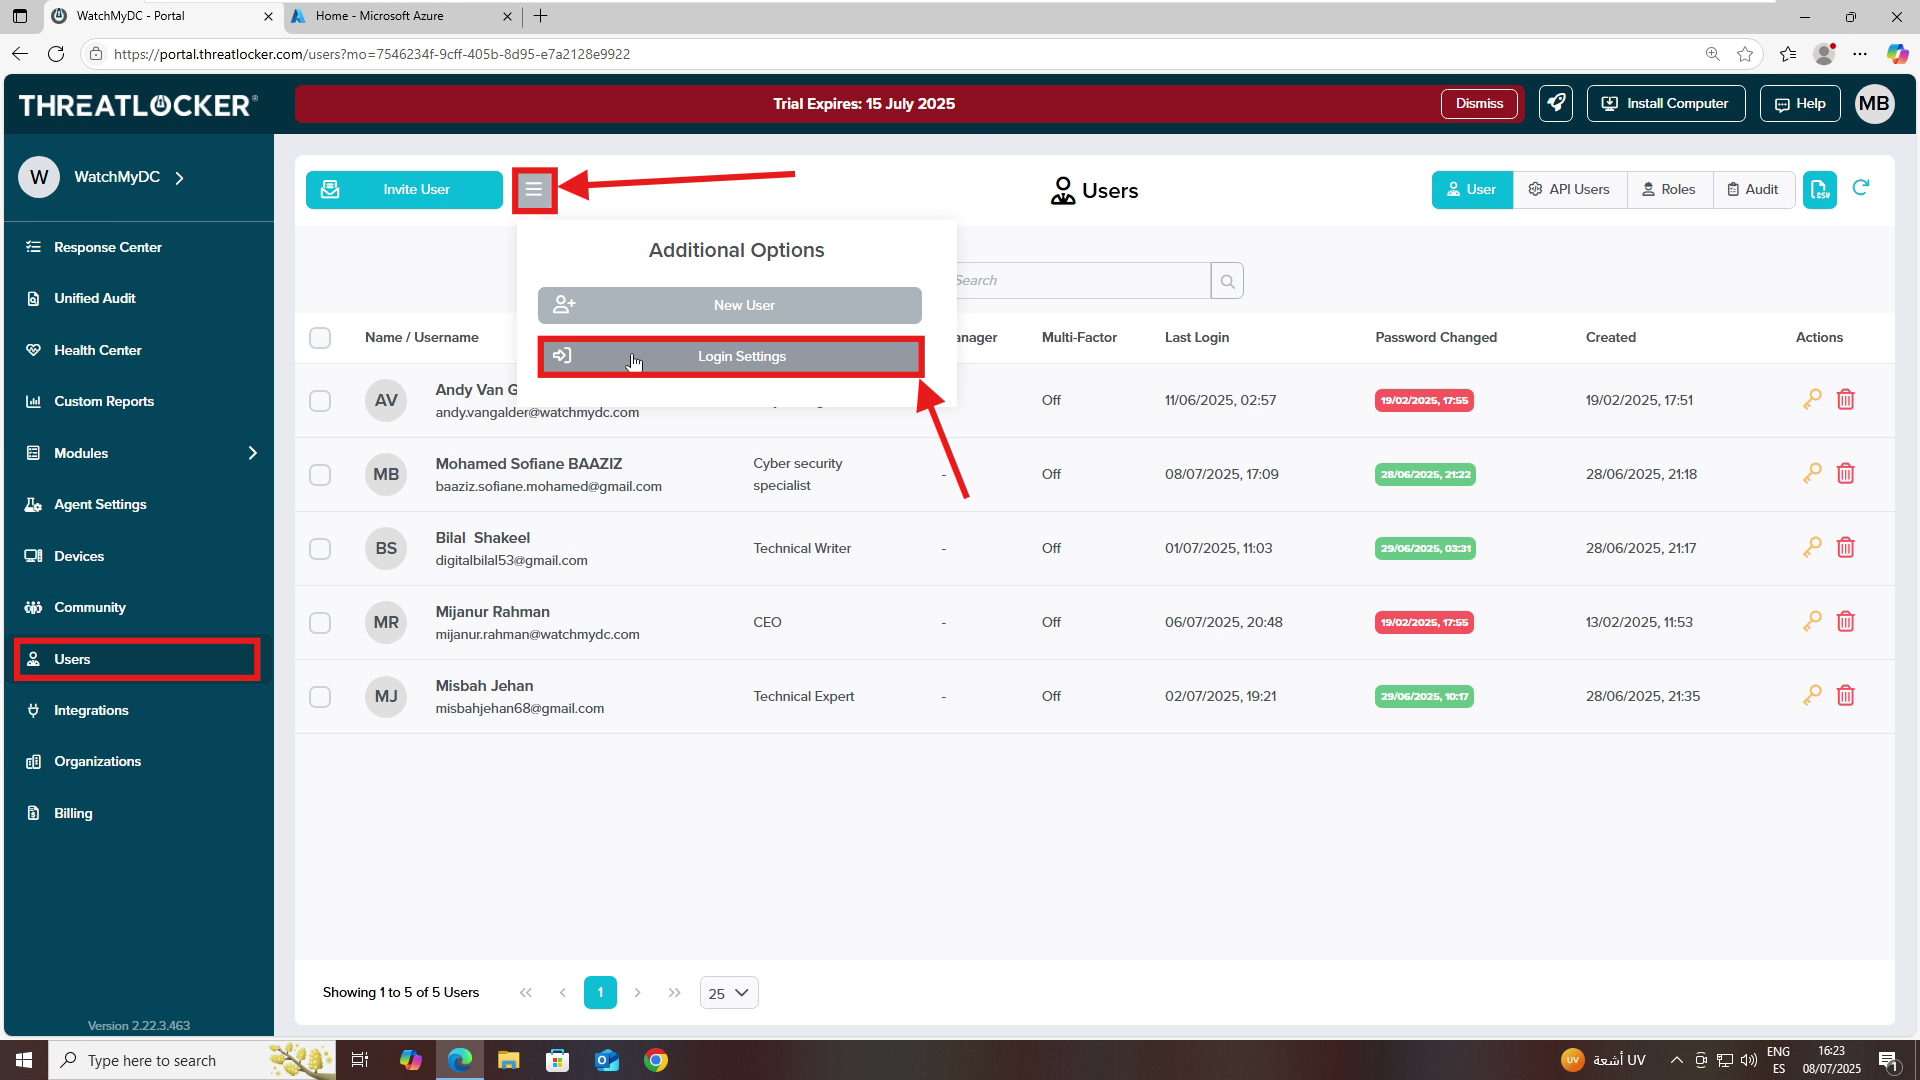 WatchMyDC - Portal
Home - Microsoft Azure
https://portal.threatlocker.com/users?mo=7546234f-9cff-405b-8d95-e7a2128e9922
THREATLOCKER®
Trial Expires: 15 July 2025
Dismiss
Install Computer
Help
MB
W
WatchMyDC
Invite User
Users
User
API Users
Roles
Audit
CSV
Additional Options
New User
Login Settings
Search
Response Center
Unified Audit
Health Center
Custom Reports
Modules
Agent Settings
Devices
Community
Users
Integrations
Organizations
Billing
Version 2.22.3.463
Name / Username
anager
Multi-Factor
Last Login
Password Changed
Created
Actions
AV
Andy Van G
andy.vangalder@watchmydc.com
Off
11/06/2025, 02:57
19/02/2025, 17:55
19/02/2025, 17:51
MB
Mohamed Sofiane BAAZIZ
baaziz.sofiane.mohamed@gmail.com
Cyber security
specialist
-
Off
08/07/2025, 17:09
28/06/2025, 21:22
28/06/2025, 21:18
BS
Bilal Shakeel
digitalbilal53@gmail.com
Technical Writer
-
Off
01/07/2025, 11:03
29/06/2025, 03:31
28/06/2025, 21:17
MR
Mijanur Rahman
mijanur.rahman@watchmydc.com
CEO
-
Off
06/07/2025, 20:48
19/02/2025, 17:55
13/02/2025, 11:53
MJ
Misbah Jehan
misbahjehan68@gmail.com
Technical Expert
-
Off
02/07/2025, 19:21
29/06/2025, 10:17
28/06/2025, 21:35
Showing 1 to 5 of 5 Users
1
25
Type here to search
UV
أشعة UV
ENG
ES
16:23
08/07/2025
1